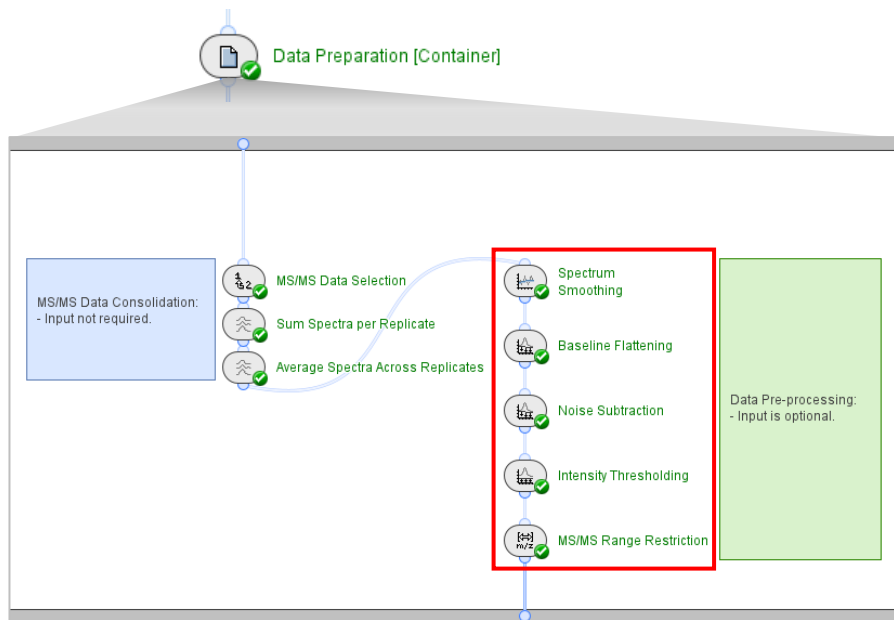 Data Preparation [Container]
MS/MS Data Consolidation:
- Input not required.
MS/MS Data Selection
Sum Spectra per Replicate
Average Spectra Across Replicates
Spectrum
Smoothing
Baseline Flattening
Noise Subtraction
Intensity Thresholding
[↔]
m/z
MS/MS Range Restriction
Data Pre-processing:
- Input is optional.